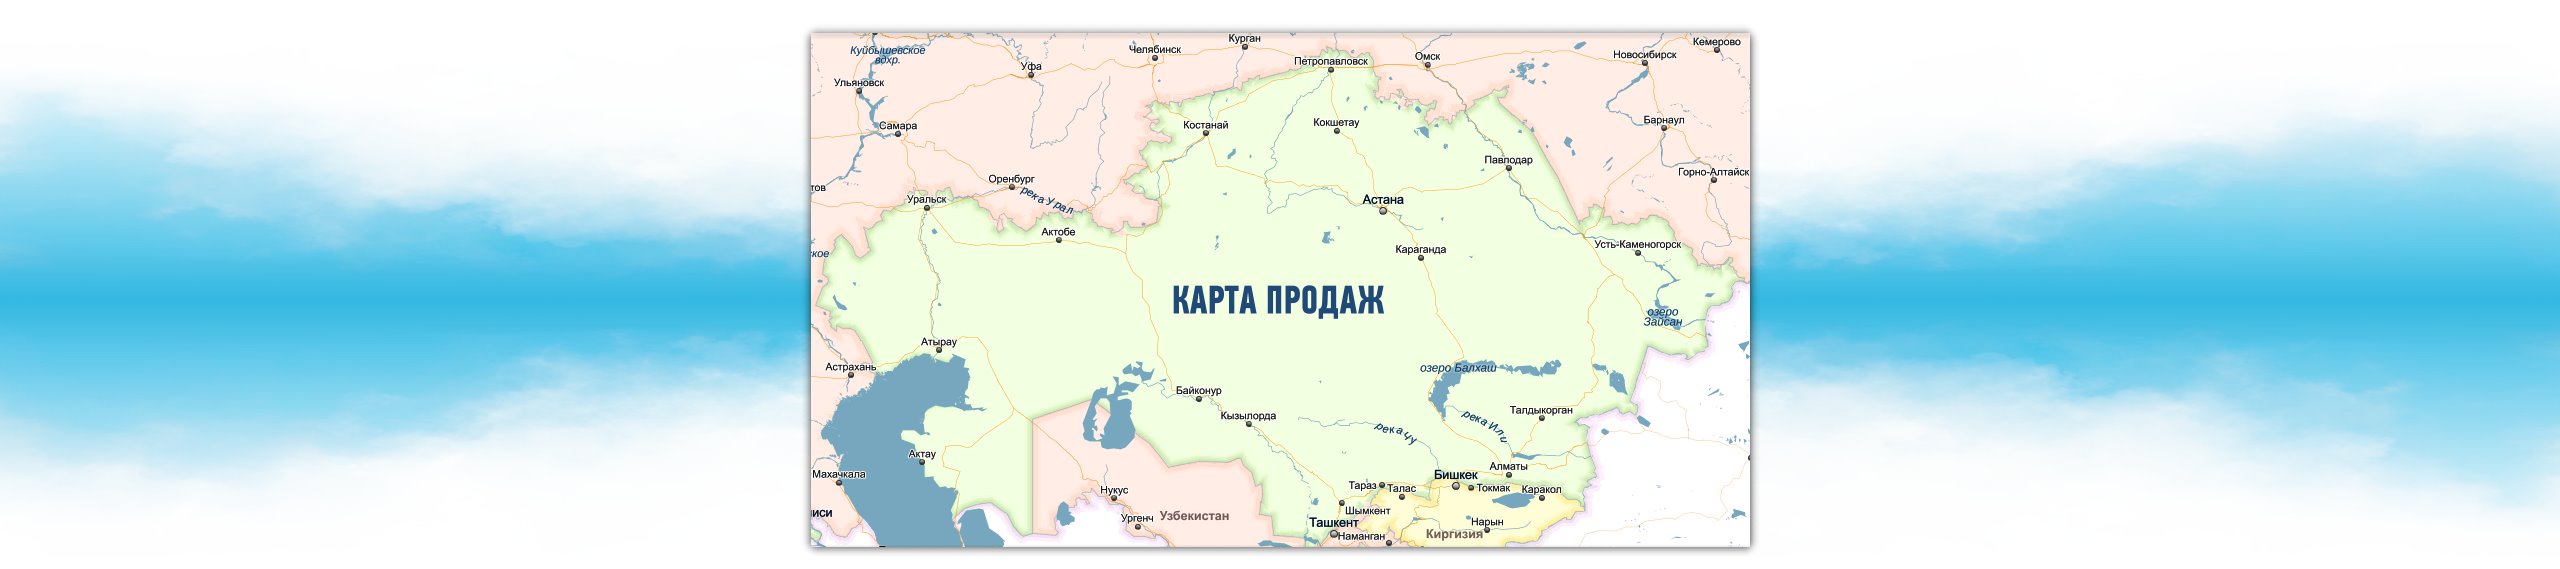 Курган
Кемерово
Куйбышевское
вдхр.
Челябинск
Омск
Новосибирск
Уфа
Петропавловск
Ульяновск
Самара
Костанай
Кокшетау
Барнаул
Павлодар
Горно-Алтайск
Оренбург
тов
река Урал
Уральск
Астана
Актобе
Караганда
Усть-Каменогорск
кое
КАРТА ПРОДАЖ
озеро
Зайсан
Атырау
Астрахань
озеро Балхаш
Байконур
Кызылорда
Талдыкорган
река Или
река Чу
Актау
Махачкала
Алматы
Бишкек
Нукус
Тараз
Талас
Токмак
Каракол
иси
Ургенч
Узбекистан
Шымкент
Ташкент
Нарын
Наманган
Киргизия